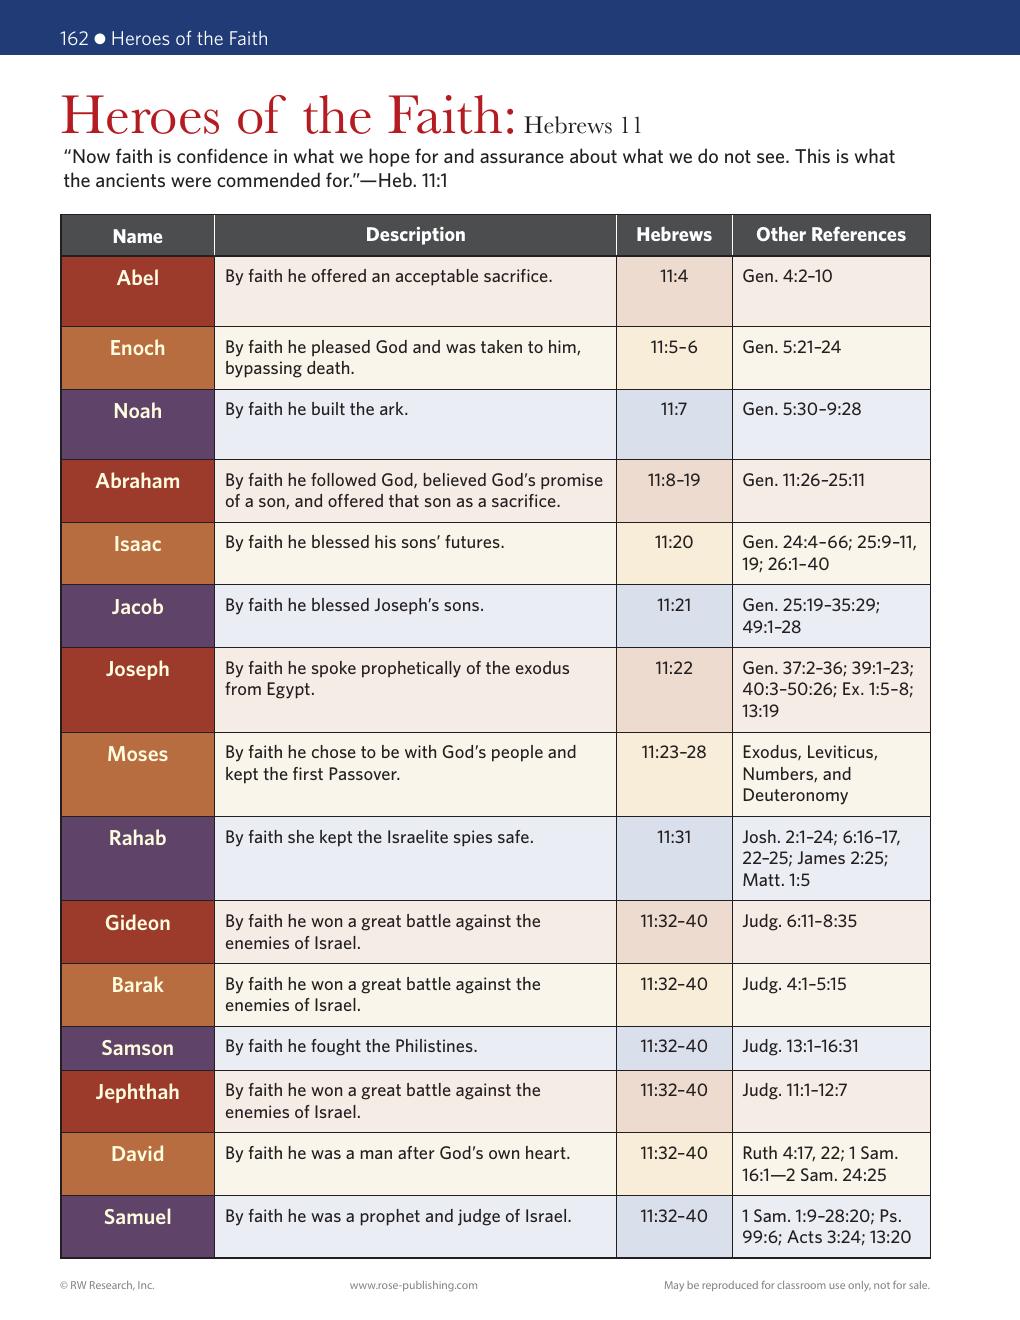 162 ● Heroes of the Faith
Heroes of the Faith: Hebrews 11
“Now faith is confidence in what we hope for and assurance about what we do not see. This is what
the ancients were commended for.”—Heb. 11:1
Name Description Hebrews Other References
Abel By faith he offered an acceptable sacrifice. 11:4 Gen. 4:2–10
Enoch By faith he pleased God and was taken to him, 11:5–6 Gen. 5:21–24
bypassing death.
Noah By faith he built the ark. 11:7 Gen. 5:30–9:28
Abraham By faith he followed God, believed God’s promise 11:8–19 Gen. 11:26–25:11
of a son, and offered that son as a sacrifice.
Isaac By faith he blessed his sons’ futures. 11:20 Gen. 24:4–66; 25:9–11,
19; 26:1–40
Jacob By faith he blessed Joseph’s sons. 11:21 Gen. 25:19–35:29;
49:1–28
Joseph By faith he spoke prophetically of the exodus 11:22 Gen. 37:2–36; 39:1–23;
from Egypt. 40:3–50:26; Ex. 1:5–8;
13:19
Moses By faith he chose to be with God’s people and 11:23–28 Exodus, Leviticus,
kept the first Passover. Numbers, and
Deuteronomy
Rahab By faith she kept the Israelite spies safe. 11:31 Josh. 2:1–24; 6:16–17,
22–25; James 2:25;
Matt. 1:5
Gideon By faith he won a great battle against the 11:32–40 Judg. 6:11–8:35
enemies of Israel.
Barak By faith he won a great battle against the 11:32–40 Judg. 4:1–5:15
enemies of Israel.
Samson By faith he fought the Philistines. 11:32–40 Judg. 13:1–16:31
Jephthah By faith he won a great battle against the 11:32–40 Judg. 11:1–12:7
enemies of Israel.
David By faith he was a man after God’s own heart. 11:32–40 Ruth 4:17, 22; 1 Sam.
16:1—2 Sam. 24:25
Samuel By faith he was a prophet and judge of Israel. 11:32–40 1 Sam. 1:9–28:20; Ps.
99:6; Acts 3:24; 13:20
© RW Research, Inc. www.rose-publishing.com May be reproduced for classroom use only, not for sale.